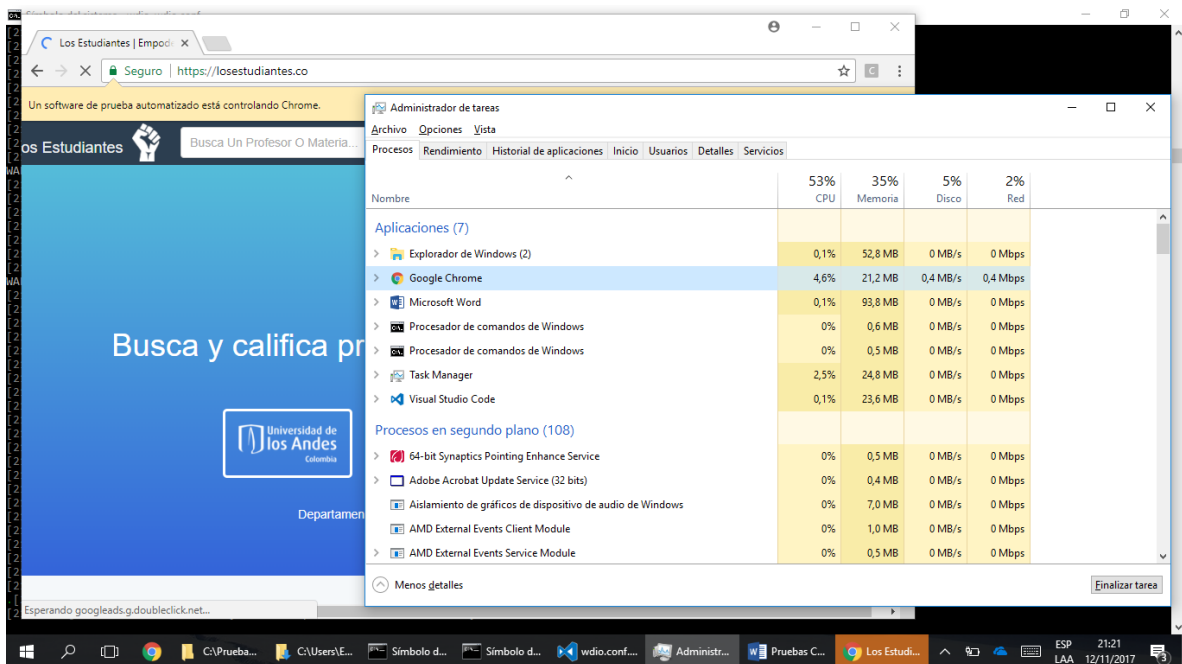 Los Estudiantes | Empod
Seguro | https://losestudiantes.co
Un software de prueba automatizado está controlando Chrome.
os Estudiantes
Busca Un Profesor O Materia...
Busca y califica pr
Universidad de
los Andes
Colombia
Departamen
Esperando googleads.g.doubleclick.net...
Administrador de tareas
Archivo Opciones Vista
Procesos Rendimiento Historial de aplicaciones Inicio Usuarios Detalles Servicios
53% 35% 5% 2%
Nombre CPU Memoria Disco Red
Aplicaciones (7)
Explorador de Windows (2) 0,1% 52,8 MB 0 MB/s 0 Mbps
Google Chrome 4,6% 21,2 MB 0,4 MB/s 0,4 Mbps
Microsoft Word 0,1% 93,8 MB 0 MB/s 0 Mbps
Procesador de comandos de Windows 0% 0,6 MB 0 MB/s 0 Mbps
Procesador de comandos de Windows 0% 0,5 MB 0 MB/s 0 Mbps
Task Manager 2,5% 24,8 MB 0 MB/s 0 Mbps
Visual Studio Code 0,1% 23,6 MB 0 MB/s 0 Mbps
Procesos en segundo plano (108)
64-bit Synaptics Pointing Enhance Service 0% 0,5 MB 0 MB/s 0 Mbps
Adobe Acrobat Update Service (32 bits) 0% 0,4 MB 0 MB/s 0 Mbps
Aislamiento de gráficos de dispositivo de audio de Windows 0% 7,0 MB 0 MB/s 0 Mbps
AMD External Events Client Module 0% 1,0 MB 0 MB/s 0 Mbps
AMD External Events Service Module 0% 0,5 MB 0 MB/s 0 Mbps
Menos detalles
Finalizar tarea
C:\Prueba... C:\Users\E... Símbolo d... Símbolo d... wdio.conf.... Administr... Pruebas C... Los Estudi...
ESP 21:21
LAA 12/11/2017
3